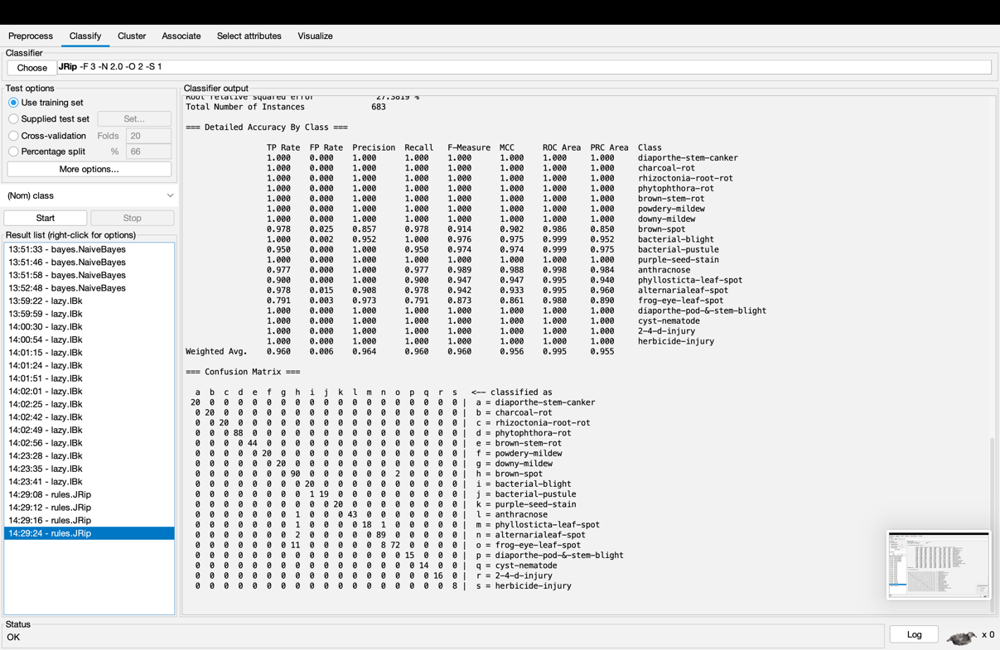 Preprocess Classify Cluster Associate Select attributes Visualize
Classifier
Choose JRip -F 3 -N 2.0 -O 2 -S 1
Test options
Use training set
Supplied test set Set...
Cross-validation Folds 20
Percentage split % 66
More options...
(Nom) class
Start Stop
Result list (right-click for options)
13:51:33 - bayes.NaiveBayes
13:51:46 - bayes.NaiveBayes
13:51:58 - bayes.NaiveBayes
13:52:48 - bayes.NaiveBayes
13:59:22 - lazy.IBk
13:59:59 - lazy.IBk
14:00:30 - lazy.IBk
14:00:54 - lazy.IBk
14:01:15 - lazy.IBk
14:01:24 - lazy.IBk
14:01:51 - lazy.IBk
14:02:01 - lazy.IBk
14:02:25 - lazy.IBk
14:02:42 - lazy.IBk
14:02:49 - lazy.IBk
14:02:56 - lazy.IBk
14:23:28 - lazy.IBk
14:23:35 - lazy.IBk
14:23:41 - lazy.IBk
14:29:08 - rules.JRip
14:29:12 - rules.JRip
14:29:16 - rules.JRip
14:29:24 - rules.JRip
Classifier output
Root relative squared error 27.3819 %
Total Number of Instances 683
=== Detailed Accuracy By Class ===
TP Rate FP Rate Precision Recall F-Measure MCC ROC Area PRC Area Class
1.000 0.000 1.000 1.000 1.000 1.000 1.000 1.000 diaporthe-stem-canker
1.000 0.000 1.000 1.000 1.000 1.000 1.000 1.000 charcoal-rot
1.000 0.000 1.000 1.000 1.000 1.000 1.000 1.000 rhizoctonia-root-rot
1.000 0.000 1.000 1.000 1.000 1.000 1.000 1.000 phytophthora-rot
1.000 0.000 1.000 1.000 1.000 1.000 1.000 1.000 brown-stem-rot
1.000 0.000 1.000 1.000 1.000 1.000 1.000 1.000 powdery-mildew
1.000 0.000 1.000 1.000 1.000 1.000 1.000 1.000 downy-mildew
0.978 0.025 0.857 0.978 0.914 0.902 0.986 0.850 brown-spot
1.000 0.002 0.952 1.000 0.976 0.975 0.999 0.952 bacterial-blight
0.950 0.000 1.000 0.950 0.974 0.974 0.999 0.975 bacterial-pustule
1.000 0.000 1.000 1.000 1.000 1.000 1.000 1.000 purple-seed-stain
0.977 0.000 1.000 0.977 0.989 0.988 0.998 0.984 anthracnose
0.900 0.000 1.000 0.900 0.947 0.947 0.995 0.940 phyllosticta-leaf-spot
0.978 0.015 0.908 0.978 0.942 0.933 0.995 0.960 alternarialeaf-spot
0.791 0.003 0.973 0.791 0.873 0.861 0.980 0.890 frog-eye-leaf-spot
1.000 0.000 1.000 1.000 1.000 1.000 1.000 1.000 diaporthe-pod-&-stem-blight
1.000 0.000 1.000 1.000 1.000 1.000 1.000 1.000 cyst-nematode
1.000 0.000 1.000 1.000 1.000 1.000 1.000 1.000 2-4-d-injury
1.000 0.000 1.000 1.000 1.000 1.000 1.000 1.000 herbicide-injury
Weighted Avg. 0.960 0.006 0.964 0.960 0.960 0.956 0.995 0.955
=== Confusion Matrix ===
a b c d e f g h i j k l m n o p q r s <-- classified as
20 0 0 0 0 0 0 0 0 0 0 0 0 0 0 0 0 0 0 | a = diaporthe-stem-canker
0 20 0 0 0 0 0 0 0 0 0 0 0 0 0 0 0 0 0 | b = charcoal-rot
0 0 20 0 0 0 0 0 0 0 0 0 0 0 0 0 0 0 0 | c = rhizoctonia-root-rot
0 0 0 88 0 0 0 0 0 0 0 0 0 0 0 0 0 0 0 | d = phytophthora-rot
0 0 0 0 44 0 0 0 0 0 0 0 0 0 0 0 0 0 0 | e = brown-stem-rot
0 0 0 0 0 20 0 0 0 0 0 0 0 0 0 0 0 0 0 | f = powdery-mildew
0 0 0 0 0 0 20 0 0 0 0 0 0 0 0 0 0 0 0 | g = downy-mildew
0 0 0 0 0 0 0 90 0 0 0 0 0 0 2 0 0 0 0 | h = brown-spot
0 0 0 0 0 0 0 0 20 0 0 0 0 0 0 0 0 0 0 | i = bacterial-blight
0 0 0 0 0 0 0 0 1 19 0 0 0 0 0 0 0 0 0 | j = bacterial-pustule
0 0 0 0 0 0 0 0 0 0 20 0 0 0 0 0 0 0 0 | k = purple-seed-stain
0 0 0 0 0 0 0 1 0 0 0 43 0 0 0 0 0 0 0 | l = anthracnose
0 0 0 0 0 0 0 1 0 0 0 0 18 1 0 0 0 0 0 | m = phyllosticta-leaf-spot
0 0 0 0 0 0 0 2 0 0 0 0 0 89 0 0 0 0 0 | n = alternarialeaf-spot
0 0 0 0 0 0 0 11 0 0 0 0 0 8 72 0 0 0 0 | o = frog-eye-leaf-spot
0 0 0 0 0 0 0 0 0 0 0 0 0 0 0 15 0 0 0 | p = diaporthe-pod-&-stem-blight
0 0 0 0 0 0 0 0 0 0 0 0 0 0 0 0 14 0 0 | q = cyst-nematode
0 0 0 0 0 0 0 0 0 0 0 0 0 0 0 0 0 16 0 | r = 2-4-d-injury
0 0 0 0 0 0 0 0 0 0 0 0 0 0 0 0 0 0 8 | s = herbicide-injury
Status
OK
Log x 0